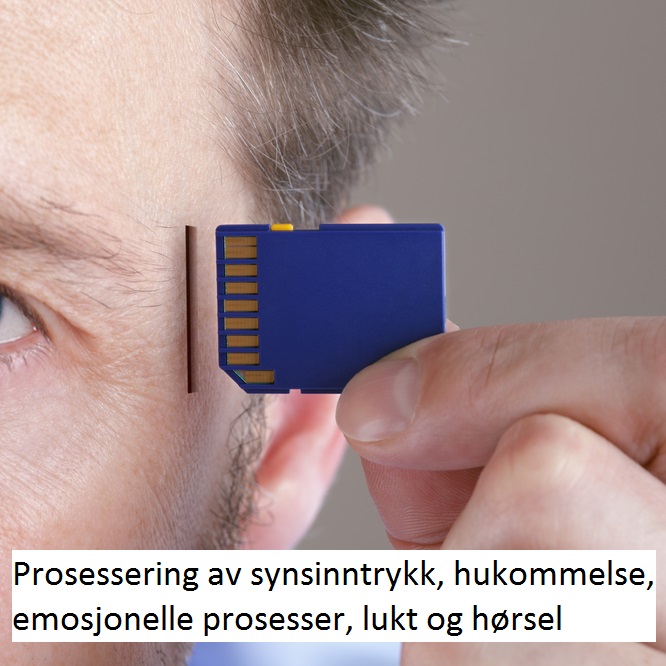 Prosessering av synsinntrykk, hukommelse,
emosjonelle prosesser, lukt og hørsel